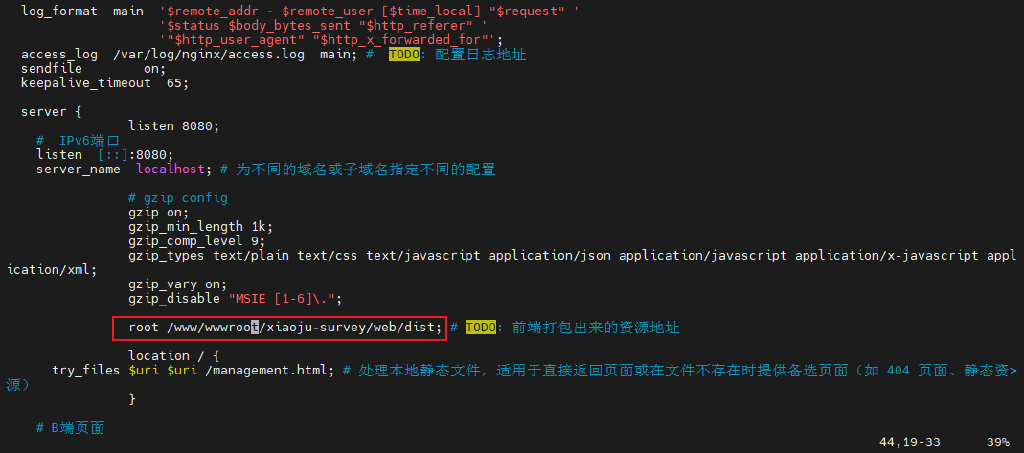 log_format  main  '$remote_addr - $remote_user [$time_local] "$request" '
'$status $body_bytes_sent "$http_referer" '
'"$http_user_agent" "$http_x_forwarded_for"';
access_log  /var/log/nginx/access.log  main; #  TODO: 配置日志地址
sendfile        on;
keepalive_timeout  65;
server {
listen 8080;
#  IPv6端口
listen  [::]:8080;
server_name  localhost; # 为不同的域名或子域名指定不同的配置
# gzip config
gzip on;
gzip_min_length 1k;
gzip_comp_level 9;
gzip_types text/plain text/css text/javascript application/json application/javascript application/x-javascript appl
ication/xml;
gzip_vary on;
gzip_disable "MSIE [1-6]\.";
root /www/wwwroot/xiaoju-survey/web/dist; # TODO: 前端打包出来的资源地址
location / {
try_files $uri $uri /management.html; # 处理本地静态文件，适用于直接返回页面或在文件不存在时提供备选页面（如 404 页面、静态资>
源）
}
# B端页面
44,19-33      39%